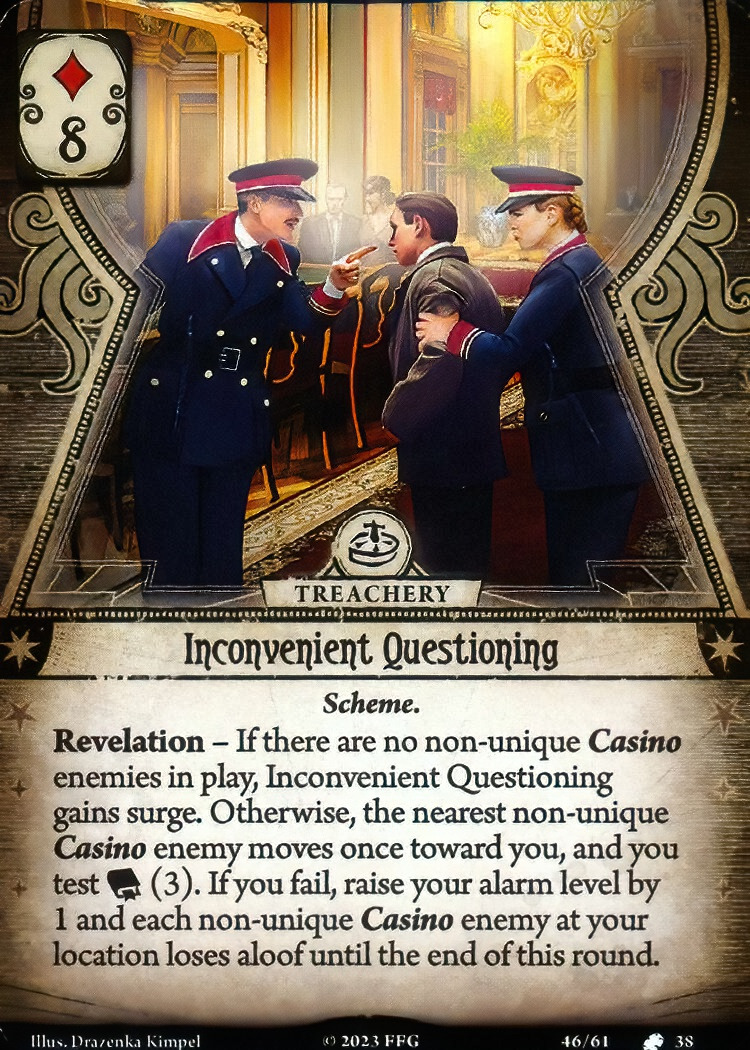 8
TREACHERY
Inconvenient Questioning
Scheme.
Revelation – If there are no non-unique Casino
enemies in play, Inconvenient Questioning
gains surge. Otherwise, the nearest non-unique
Casino enemy moves once toward you, and you
test (3). If you fail, raise your alarm level by
1 and each non-unique Casino enemy at your
location loses aloof until the end of this round.
Illus. Drazenka Kimpel © 2023 FFG 46/61 38